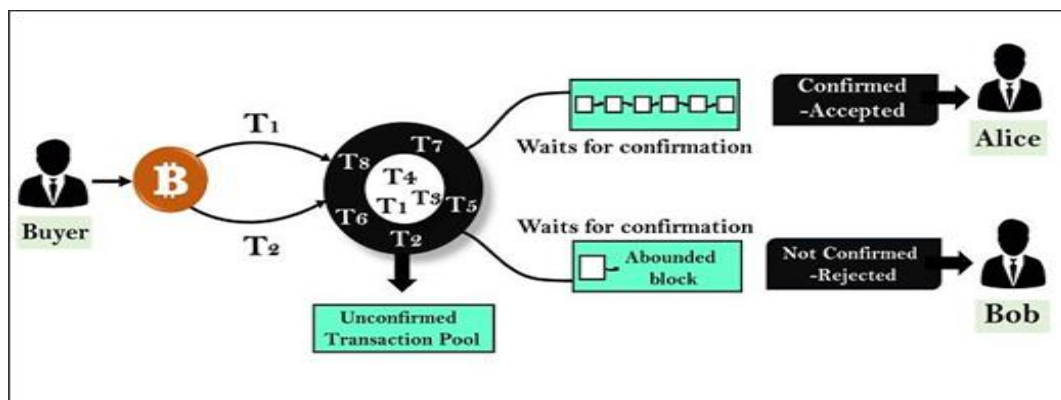 Buyer
B
T1
T2
T8
T7
T4
T1
T3
T6
T5
T2
Unconfirmed
Transaction Pool
Waits for confirmation
Confirmed
-Accepted
Alice
Waits for confirmation
Abounded
block
Not Confirmed
-Rejected
Bob